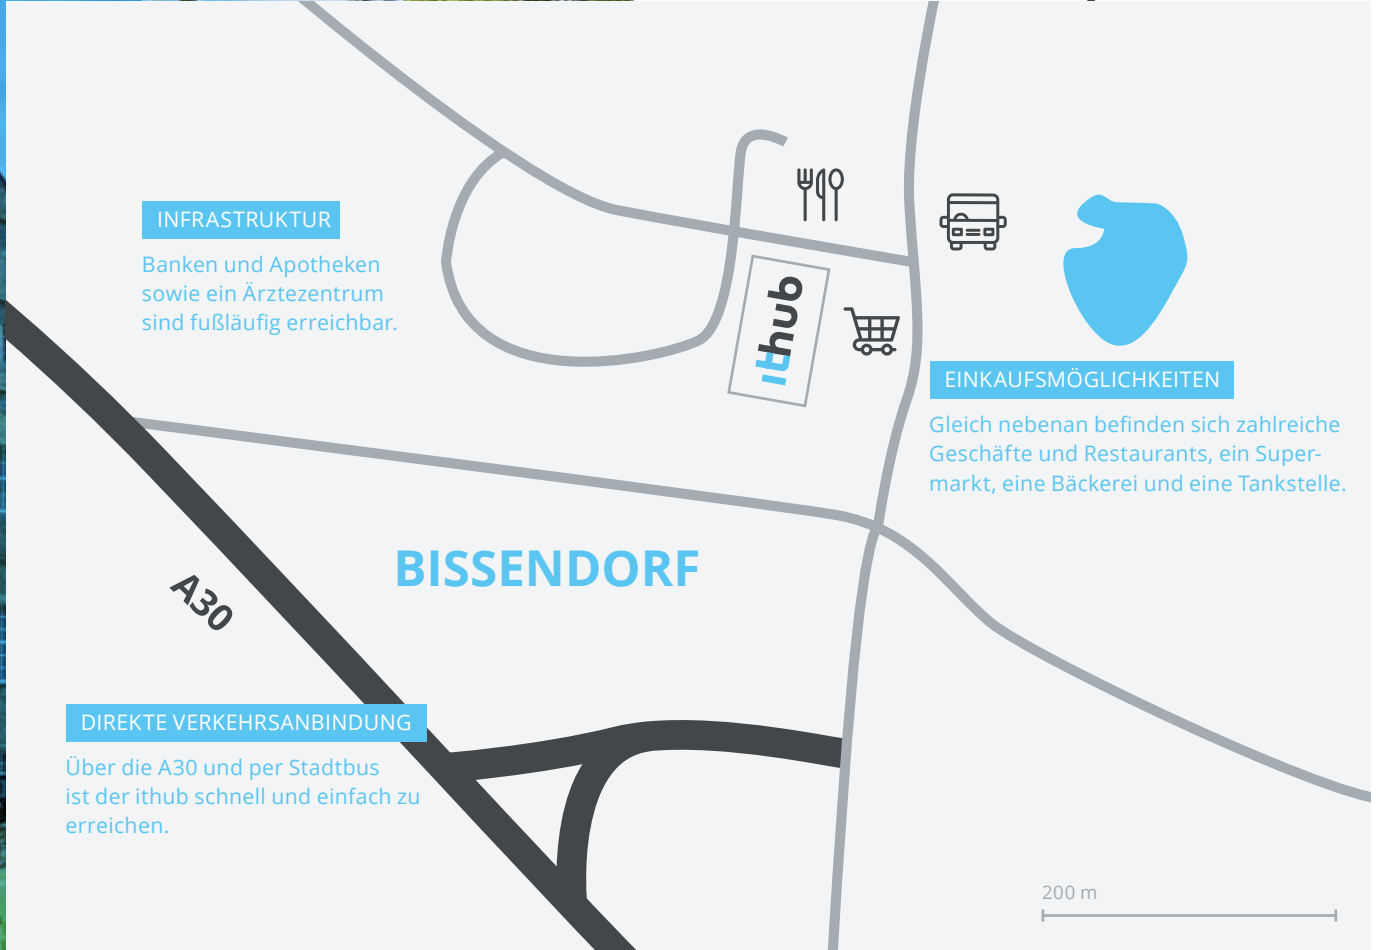 INFRASTRUKTUR
Banken und Apotheken
sowie ein Ärztezentrum
sind fußläufig erreichbar.
ithub
EINKAUFSMÖGLICHKEITEN
Gleich nebenan befinden sich zahlreiche
Geschäfte und Restaurants, ein Super-
markt, eine Bäckerei und eine Tankstelle.
BISSENDORF
A30
DIREKTE VERKEHRSANBINDUNG
Über die A30 und per Stadtbus
ist der ithub schnell und einfach zu
erreichen.
200 m